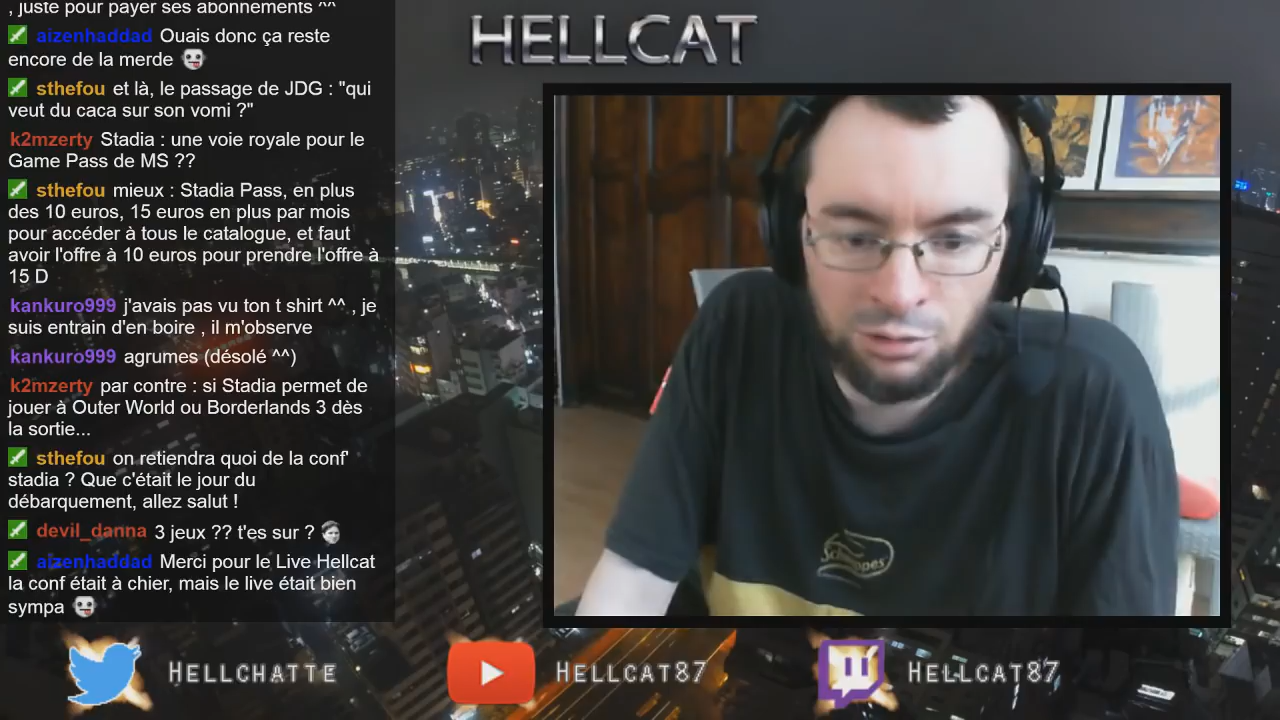 , juste pour payer ses abonnements ^^
aizenhaddad Ouais donc ça reste
encore de la merde
sthefou et là, le passage de JDG : "qui
veut du caca sur son vomi ?"
k2mzerty Stadia : une voie royale pour le
Game Pass de MS ??
sthefou mieux : Stadia Pass, en plus
des 10 euros, 15 euros en plus par mois
pour accéder à tous le catalogue, et faut
avoir l'offre à 10 euros pour prendre l'offre à
15 D
kankuro999 j'avais pas vu ton t shirt ^^ , je
suis entrain d'en boire , il m'observe
kankuro999 agrumes (désolé ^^)
k2mzerty par contre : si Stadia permet de
jouer à Outer World ou Borderlands 3 dès
la sortie...
sthefou on retiendra quoi de la conf'
stadia ? Que c'était le jour du
débarquement, allez salut !
devil_danna 3 jeux ?? t'es sur ?
aizenhaddad Merci pour le Live Hellcat
la conf était à chier, mais le live était bien
sympa
HELLCAT
Schweppes
HELLCHATTE
HELLCAT87
HELLCAT87